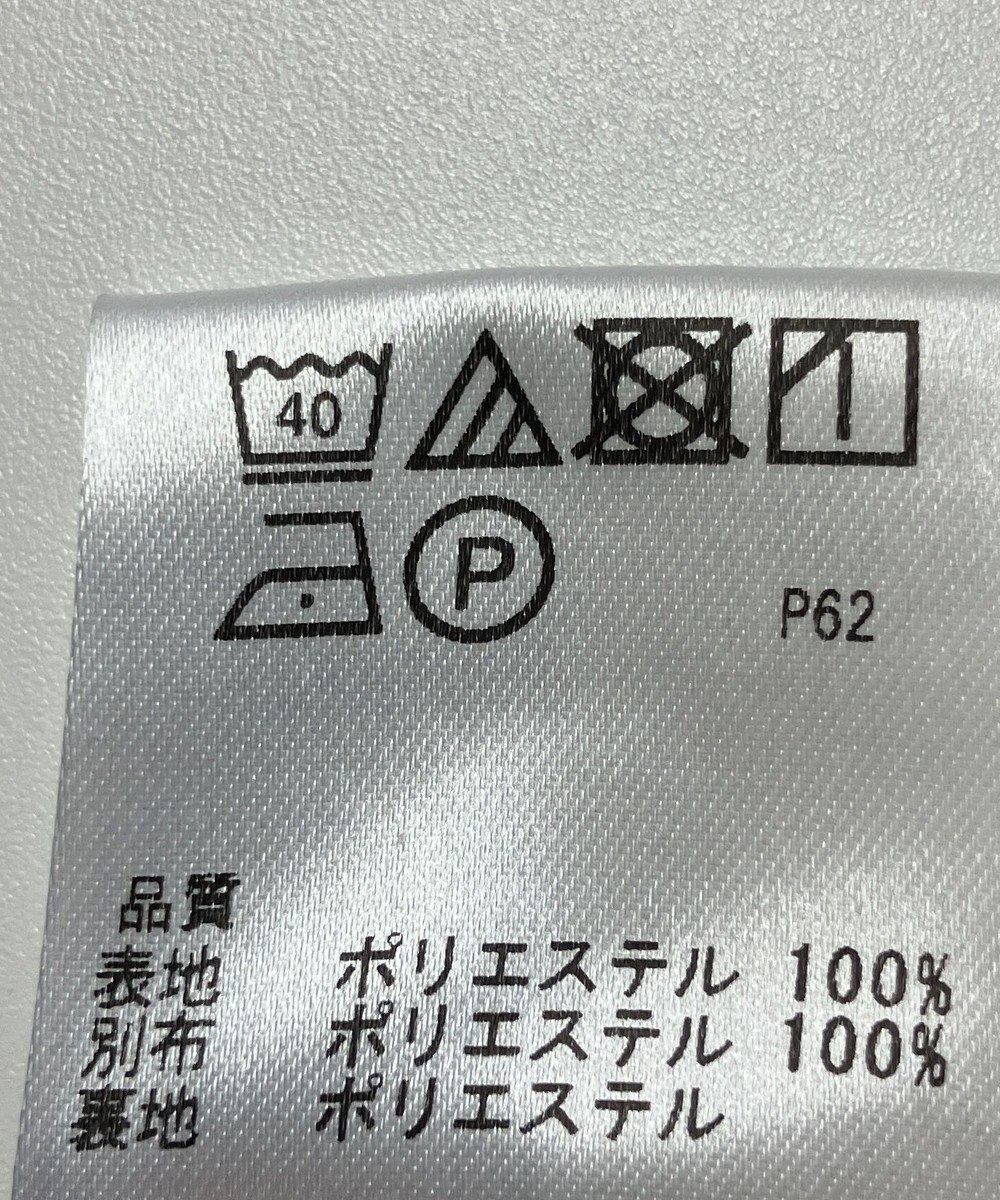 40
P
P62
品質
表地 ポリエステル 100%
別布 ポリエステル 100%
裏地 ポリエステル